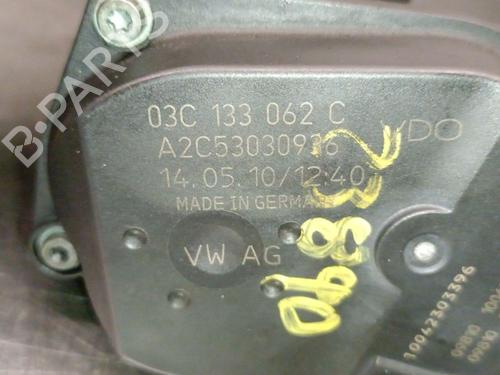 03C 133 062 C
A2C53030936 VDO
14.05.10/12:40
MADE IN GERMANY
VW AG
10042303396
B-PARTS